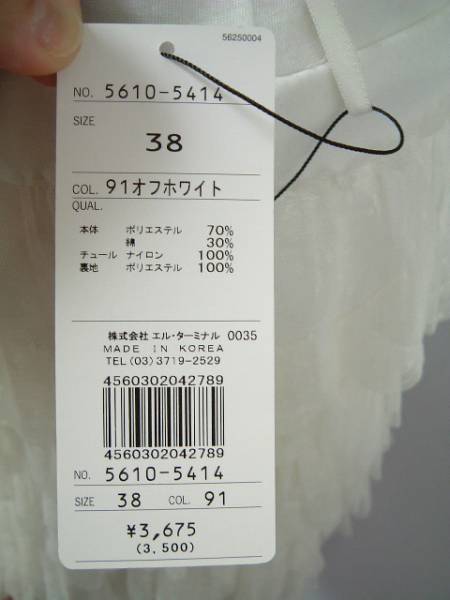 56250004
NO. 5610-5414
SIZE
38
COL. 91オフホワイト
QUAL.
本体 ポリエステル 70%
綿 30%
チュール ナイロン 100%
裏地 ポリエステル 100%
株式会社 エル・ターミナル 0035
MADE IN KOREA
TEL(03)3719-2529
4560302042789
4560302042789
NO. 5610-5414
SIZE 38 COL. 91
¥3,675
(3,500)